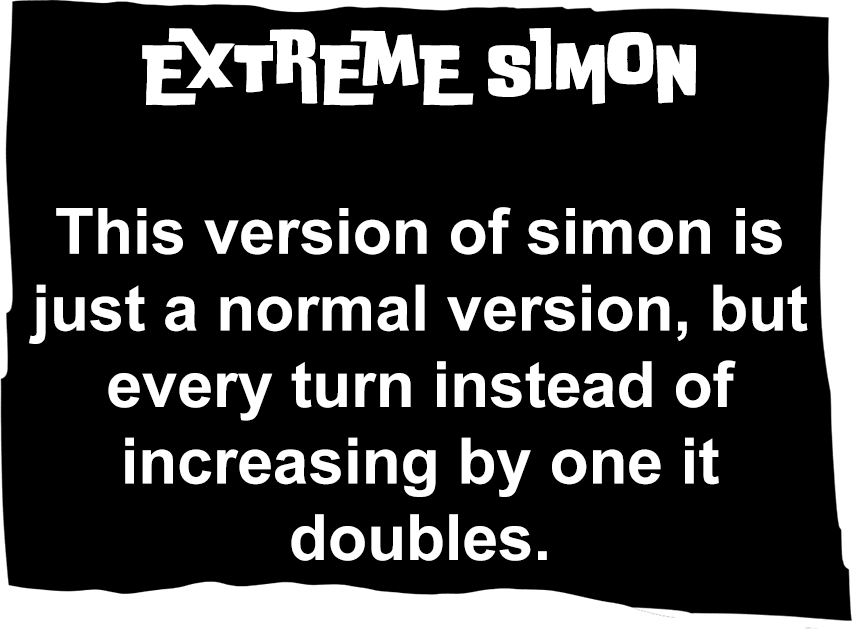 EXTREME SIMON
This version of simon is
just a normal version, but
every turn instead of
increasing by one it
doubles.